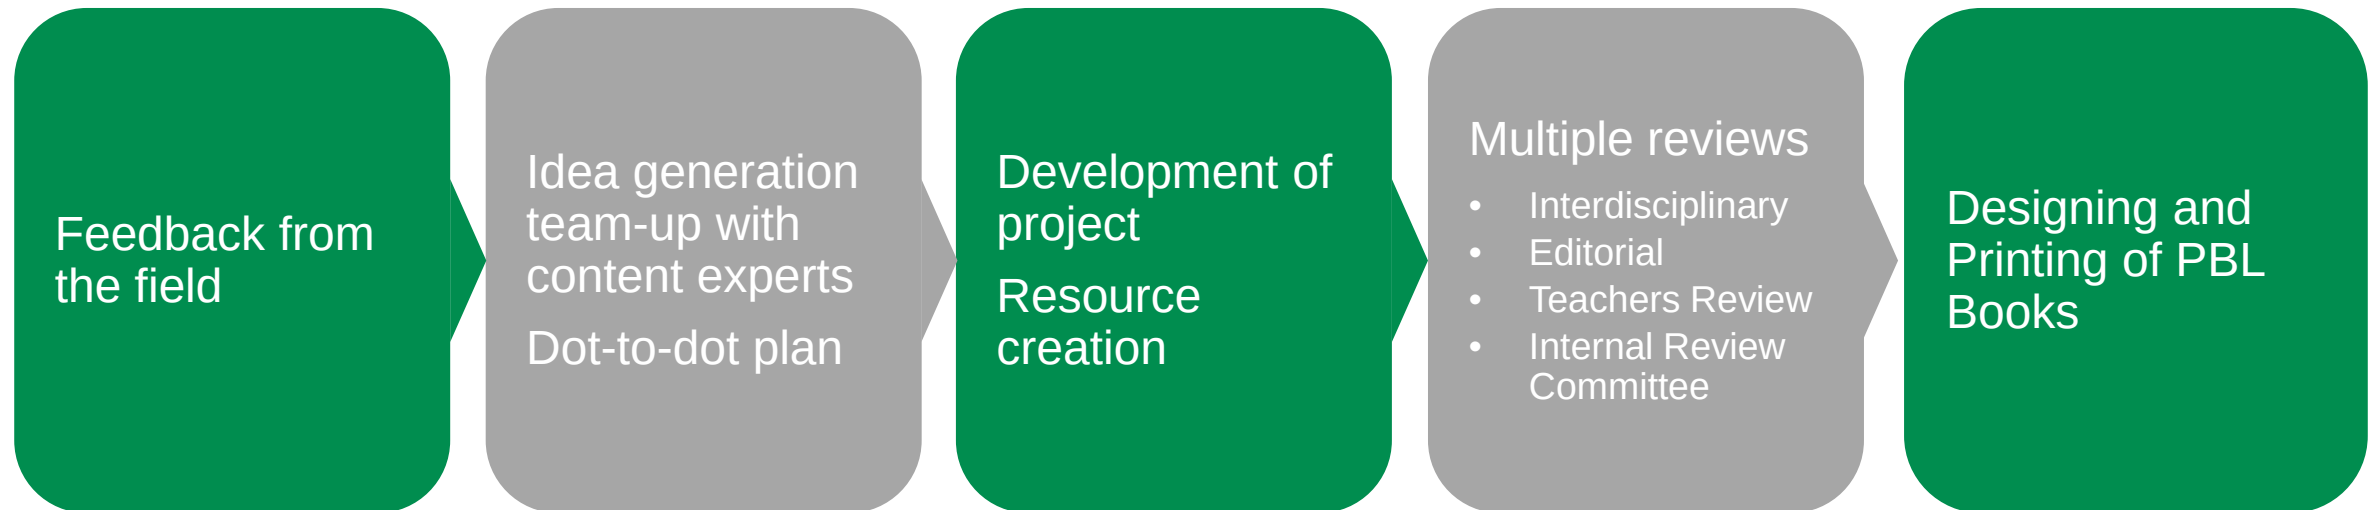 Feedback from
the field
Idea generation
team-up with
content experts
Dot-to-dot plan
Development of
project
Resource
creation
Multiple reviews
• Interdisciplinary
• Editorial
• Teachers Review
• Internal Review
Committee
Designing and
Printing of PBL
Books